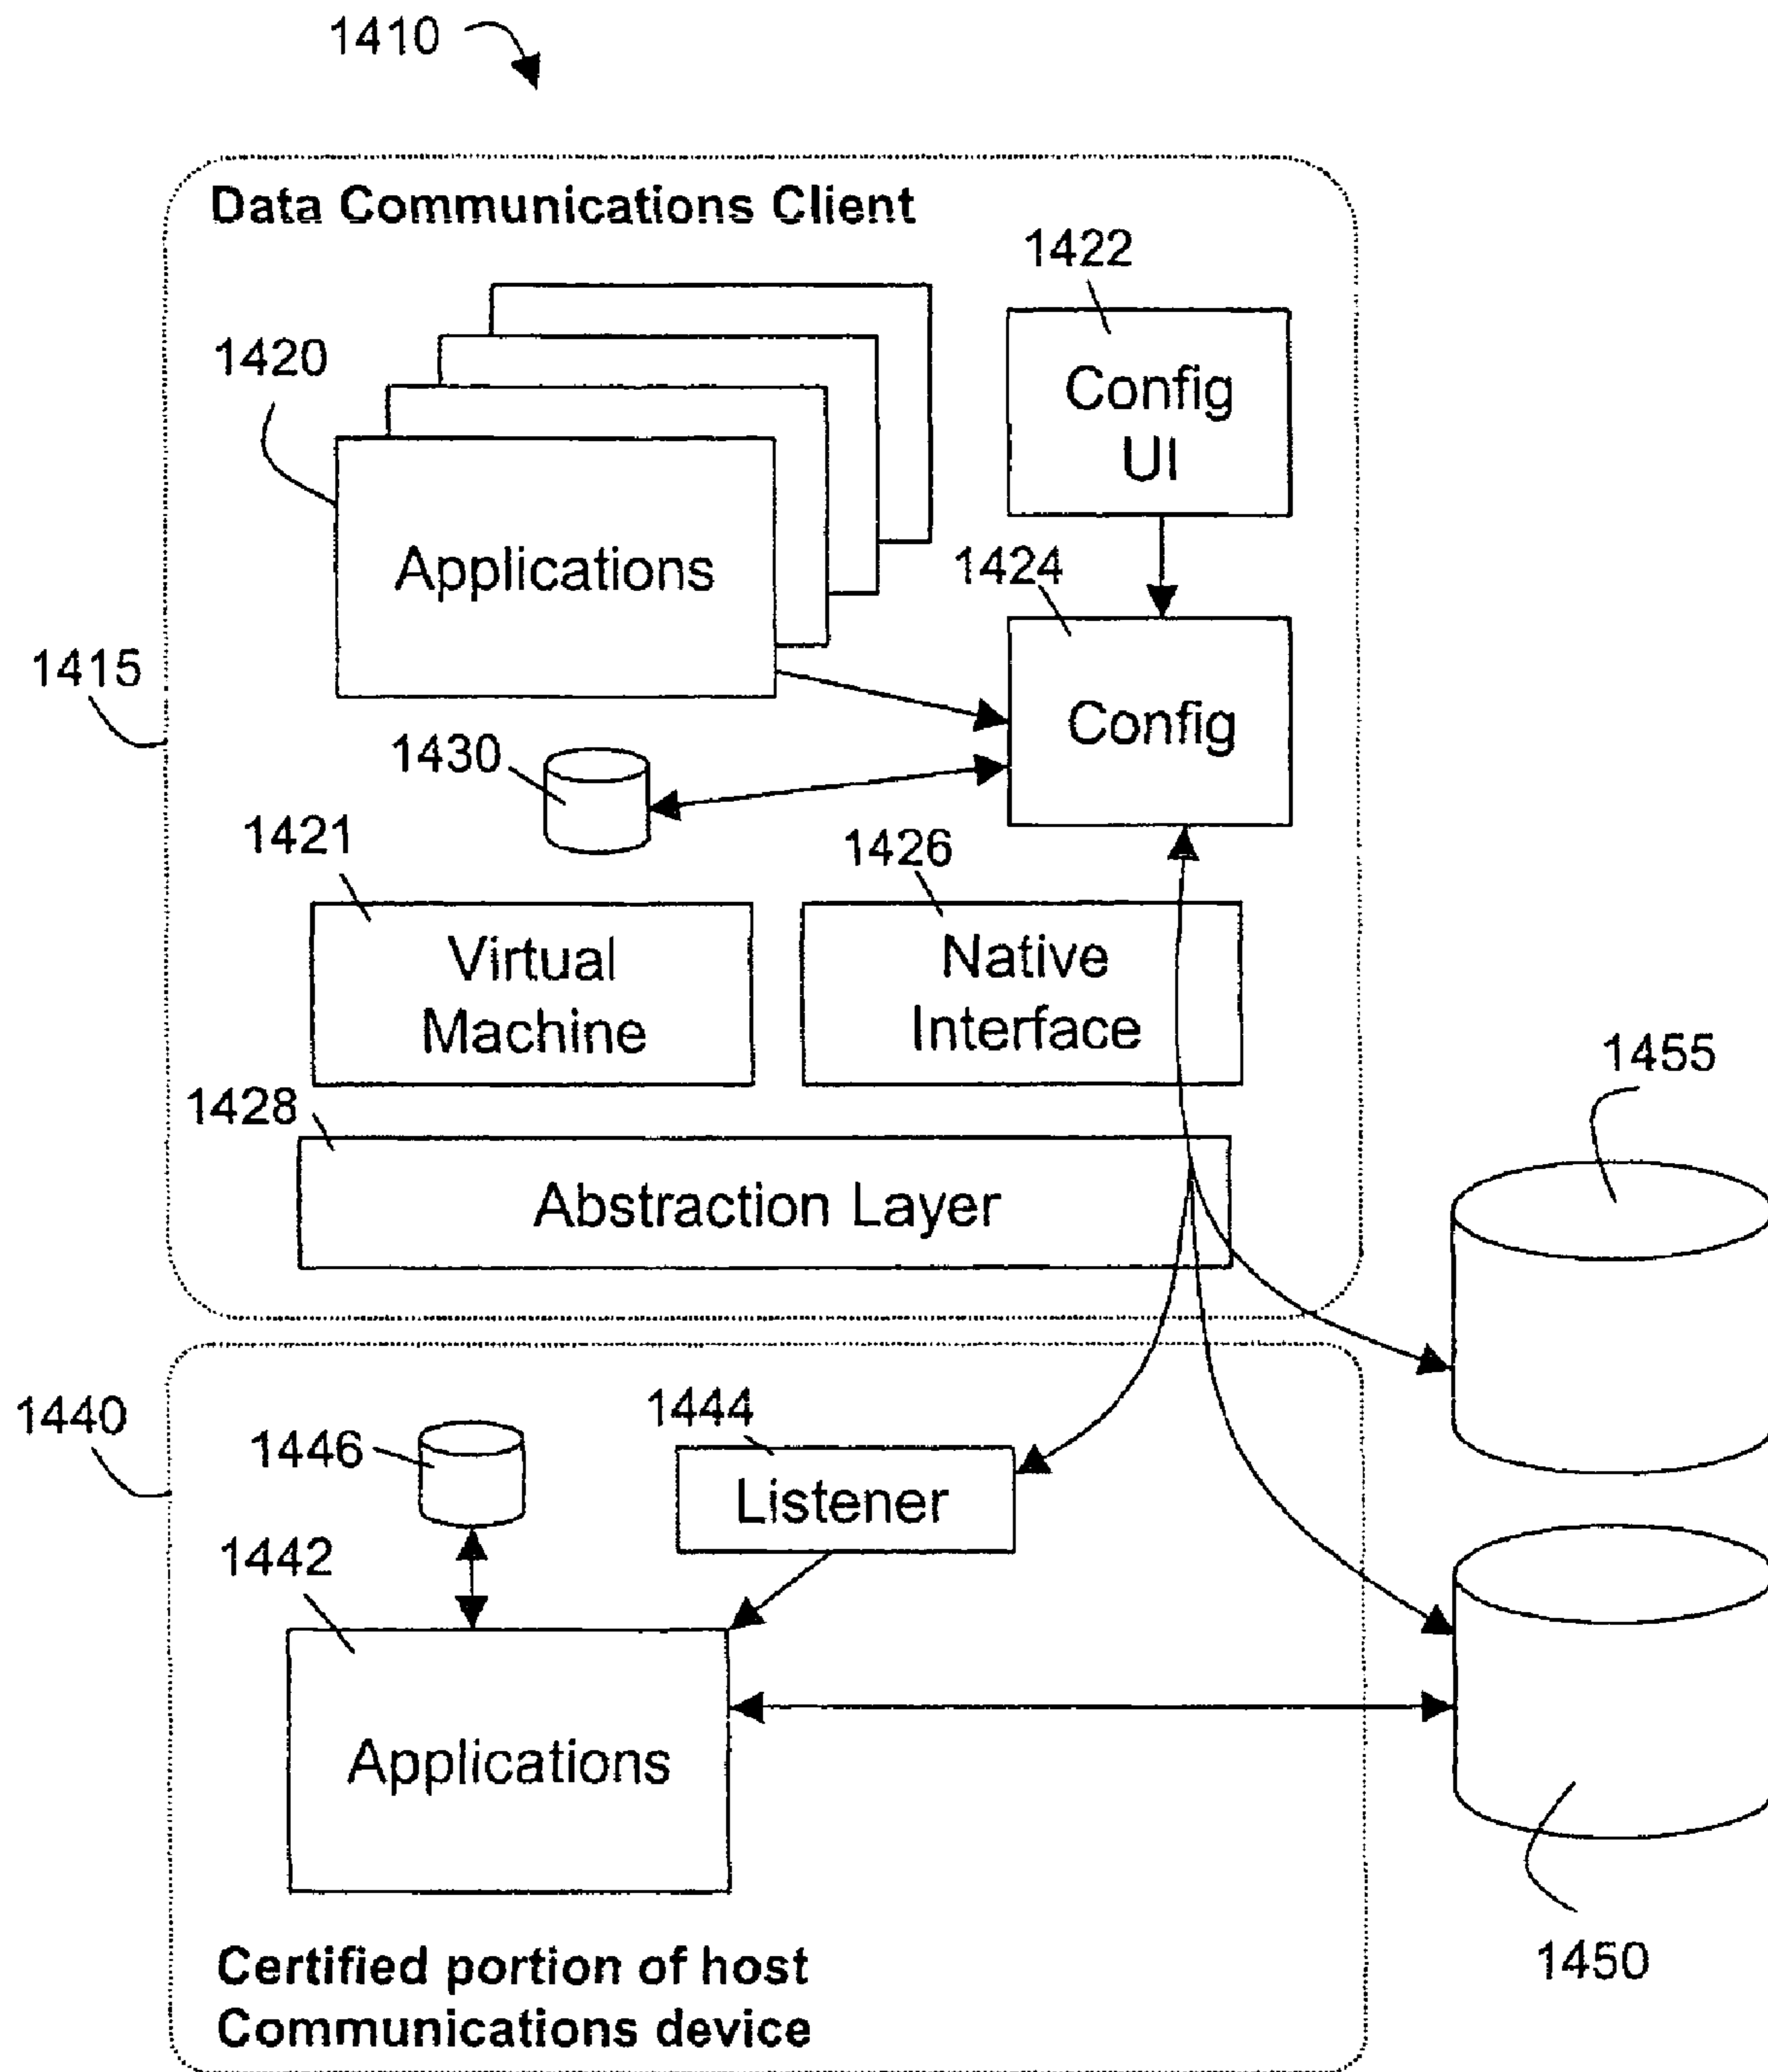 1410
Data Communications Client
1422
1420
Config
UI
Applications
1424
1415
Config
1430
1421
1426
Virtual
Machine
Native
Interface
1455
1428
Abstraction Layer
1440
1444
1446
Listener
1442
Applications
1450
Certified portion of host
Communications device